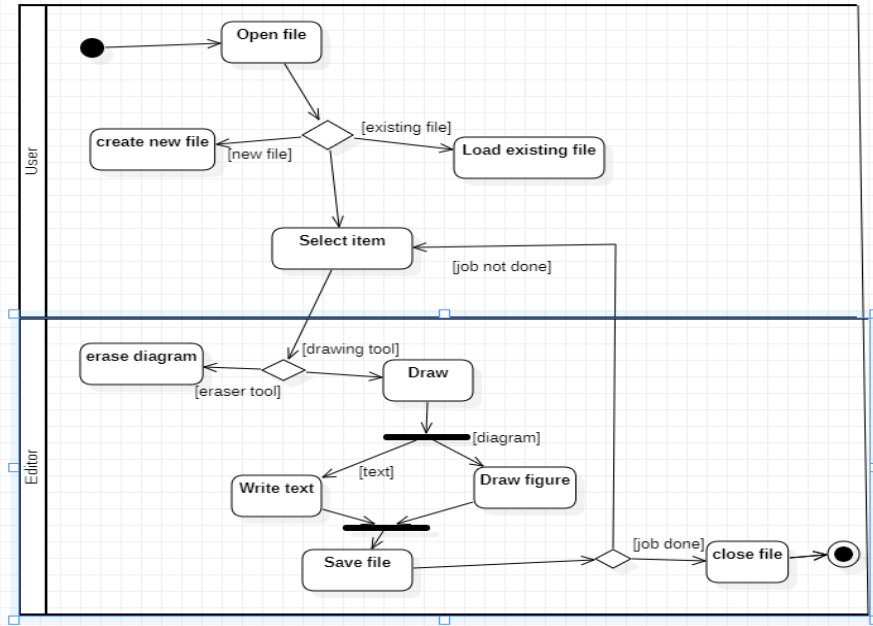 Open file
[existing file]
create new file
[new file]
Load existing file
User
Select item
[job not done]
[drawing tool]
erase diagram
[eraser tool]
Draw
[diagram]
Editor
[text]
Write text
Draw figure
[job done]
Save file
close file